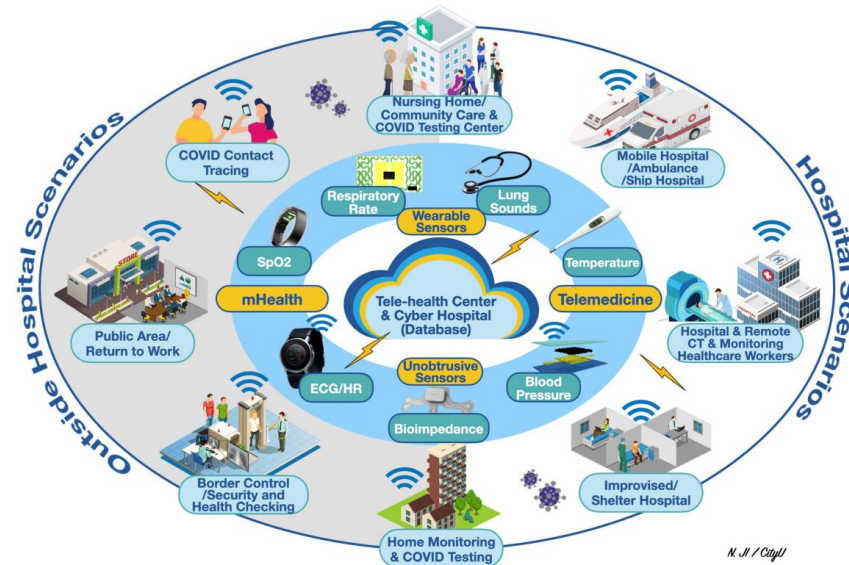 Outside Hospital Scenarios
Hospital Scenarios
Nursing Home/
Community Care &
COVID Testing Center
COVID Contact
Tracing
Mobile Hospital
/Ambulance
/Ship Hospital
Respiratory
Rate
Lung
Sounds
Wearable
Sensors
SpO2
Temperature
STORE
mHealth
Tele-health Center
& Cyber Hospital
(Database)
Telemedicine
Public Area/
Return to Work
Hospital & Remote
CT & Monitoring
Healthcare Workers
ECG/HR
Unobtrusive
Sensors
Blood
Pressure
Bioimpedance
Border Control
/Security and
Health Checking
Improvised/
Shelter Hospital
Home Monitoring
& COVID Testing
N. JI / CityU